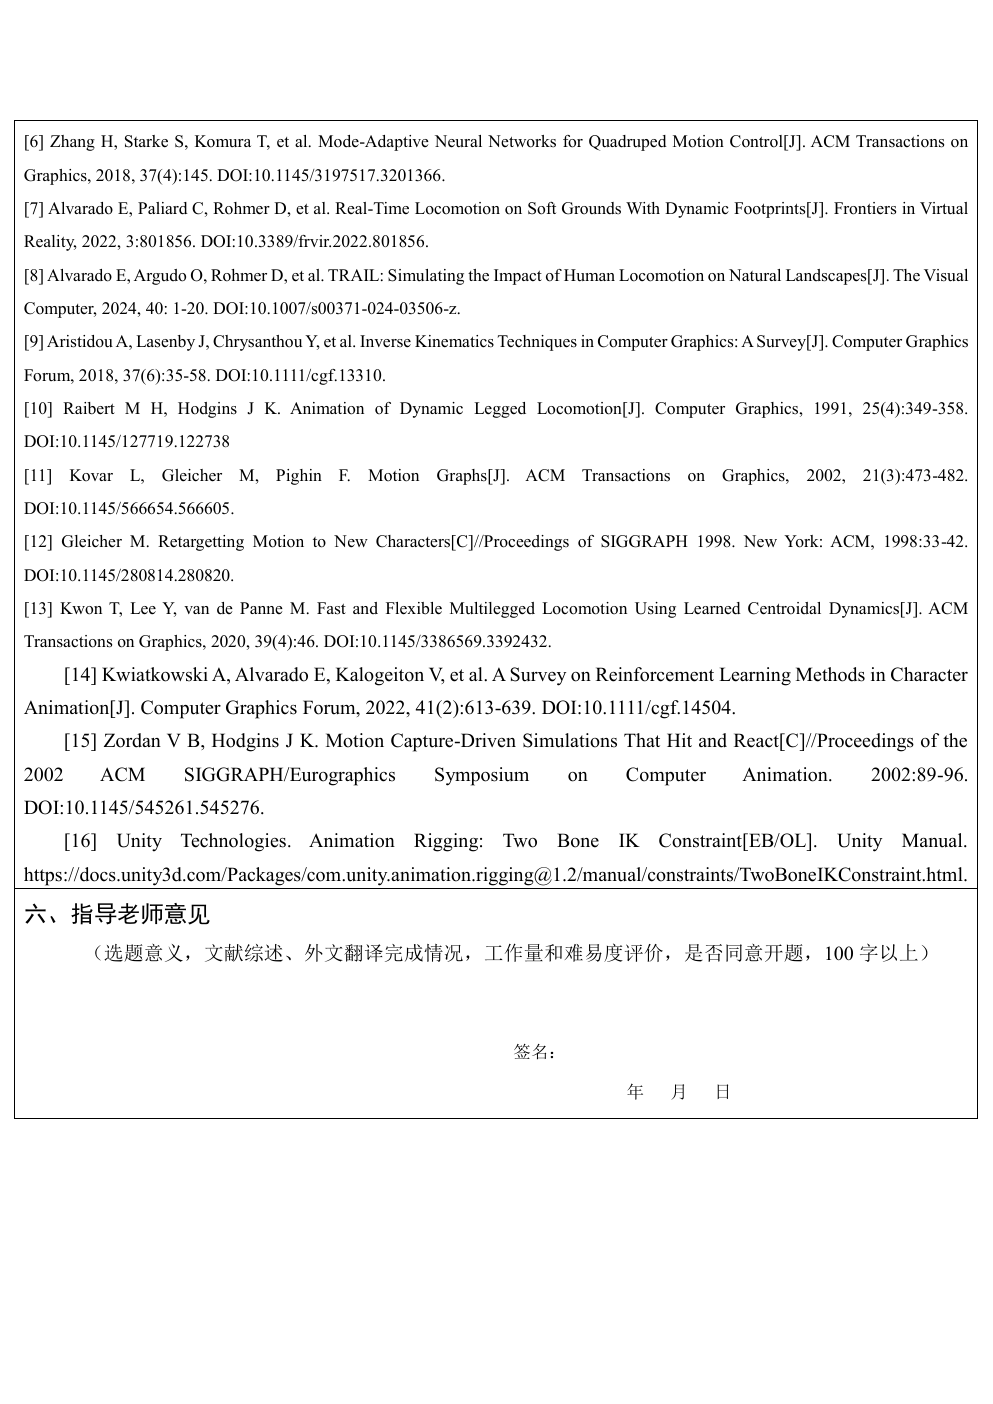 [6] Zhang H, Starke S, Komura T, et al. Mode-Adaptive Neural Networks for Quadruped Motion Control[J]. ACM Transactions on
Graphics, 2018, 37(4):145. DOI:10.1145/3197517.3201366.
[7] Alvarado E, Paliard C, Rohmer D, et al. Real-Time Locomotion on Soft Grounds With Dynamic Footprints[J]. Frontiers in Virtual
Reality, 2022, 3:801856. DOI:10.3389/frvir.2022.801856.
[8] Alvarado E, Argudo O, Rohmer D, et al. TRAIL: Simulating the Impact of Human Locomotion on Natural Landscapes[J]. The Visual
Computer, 2024, 40: 1-20. DOI:10.1007/s00371-024-03506-z.
[9] Aristidou A, Lasenby J, Chrysanthou Y, et al. Inverse Kinematics Techniques in Computer Graphics: A Survey[J]. Computer Graphics
Forum, 2018, 37(6):35-58. DOI:10.1111/cgf.13310.
[10] Raibert M H, Hodgins J K. Animation of Dynamic Legged Locomotion[J]. Computer Graphics, 1991, 25(4):349-358.
DOI:10.1145/127719.122738
[11] Kovar L, Gleicher M, Pighin F. Motion Graphs[J]. ACM Transactions on Graphics, 2002, 21(3):473-482.
DOI:10.1145/566654.566605.
[12] Gleicher M. Retargetting Motion to New Characters[C]//Proceedings of SIGGRAPH 1998. New York: ACM, 1998:33-42.
DOI:10.1145/280814.280820.
[13] Kwon T, Lee Y, van de Panne M. Fast and Flexible Multilegged Locomotion Using Learned Centroidal Dynamics[J]. ACM
Transactions on Graphics, 2020, 39(4):46. DOI:10.1145/3386569.3392432.
[14] Kwiatkowski A, Alvarado E, Kalogeiton V, et al. A Survey on Reinforcement Learning Methods in Character
Animation[J]. Computer Graphics Forum, 2022, 41(2):613-639. DOI:10.1111/cgf.14504.
[15] Zordan V B, Hodgins J K. Motion Capture-Driven Simulations That Hit and React[C]//Proceedings of the
2002 ACM SIGGRAPH/Eurographics Symposium on Computer Animation. 2002:89-96.
DOI:10.1145/545261.545276.
[16] Unity Technologies. Animation Rigging: Two Bone IK Constraint[EB/OL]. Unity Manual.
https://docs.unity3d.com/Packages/com.unity.animation.rigging@1.2/manual/constraints/TwoBoneIKConstraint.html.
六、指导老师意见
（选题意义，文献综述、外文翻译完成情况，工作量和难易度评价，是否同意开题，100 字以上）
签名：
年 月 日